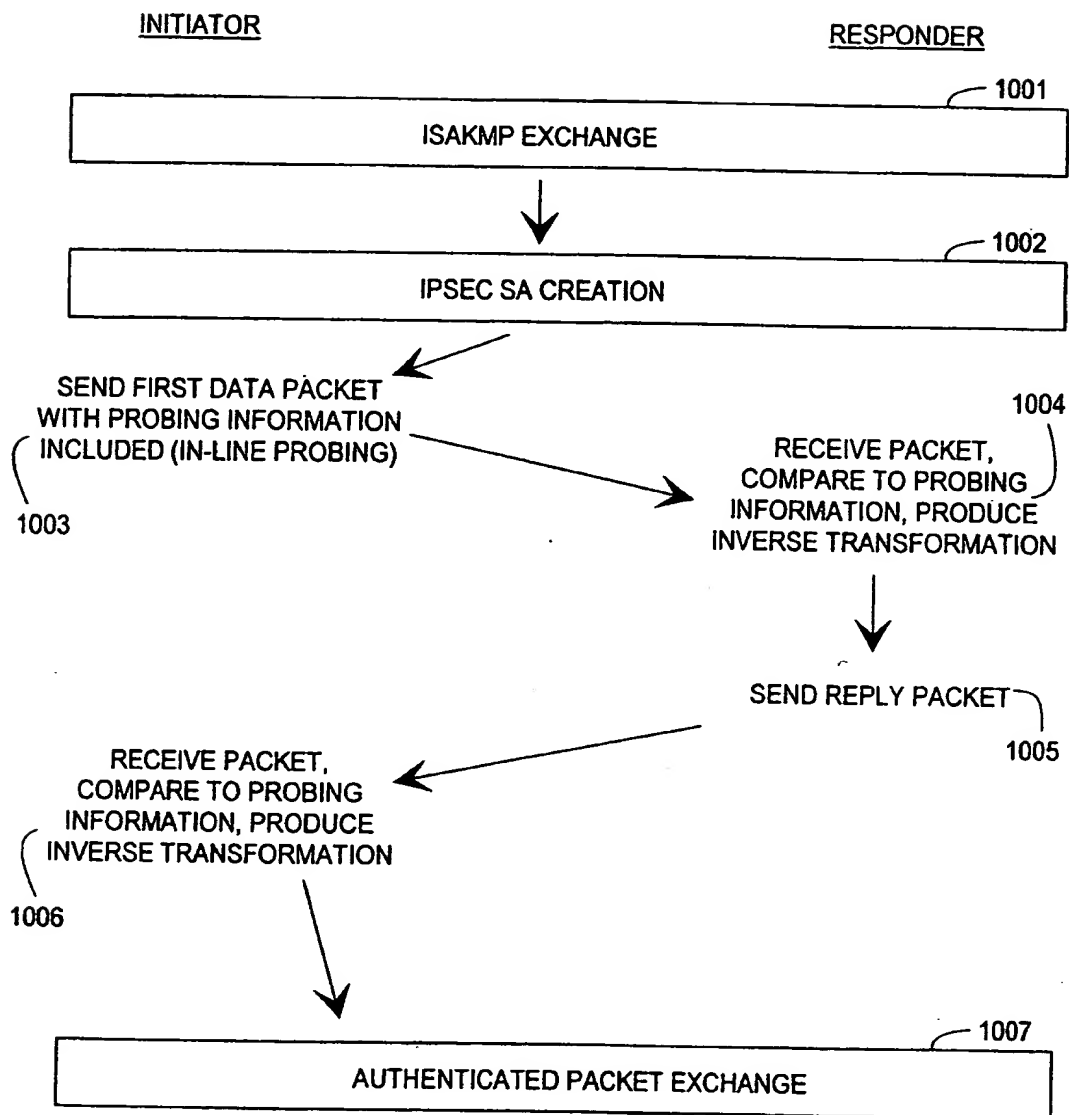 INITIATOR
RESPONDER
1001
ISAKMP EXCHANGE
1002
IPSEC SA CREATION
SEND FIRST DATA PACKET
WITH PROBING INFORMATION
INCLUDED (IN-LINE PROBING)
1003
1004
RECEIVE PACKET,
COMPARE TO PROBING
INFORMATION, PRODUCE
INVERSE TRANSFORMATION
SEND REPLY PACKET
1005
RECEIVE PACKET,
COMPARE TO PROBING
INFORMATION, PRODUCE
INVERSE TRANSFORMATION
1006
1007
AUTHENTICATED PACKET EXCHANGE